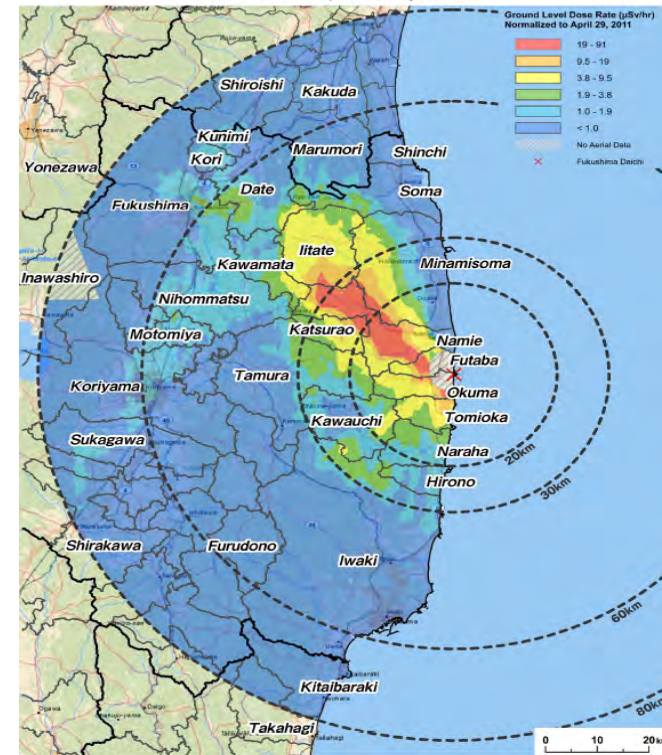 Ground Level Dose Rate (µSv/hr)
Normalized to April 29, 2011
19 - 91
9.5 - 19
3.8 - 9.5
1.9 - 3.8
1.0 - 1.9
< 1.0
No Aerial Data
Fukushima Daiichi
Shiroishi
Kakuda
Kunimi
Kori
Marumori
Shinchi
Yonezawa
Date
Soma
Fukushima
Iitate
Kawamata
Minamisoma
Inawashiro
Nihommatsu
Motomiya
Katsurao
Namie
Futaba
Koriyama
Tamura
Okuma
Kawauchi
Tomioka
Sukagawa
Naraha
20km
Hirono
30km
Shirakawa
Furudono
Iwaki
60km
Kitaibaraki
80km
Takahagi
0 10 20k